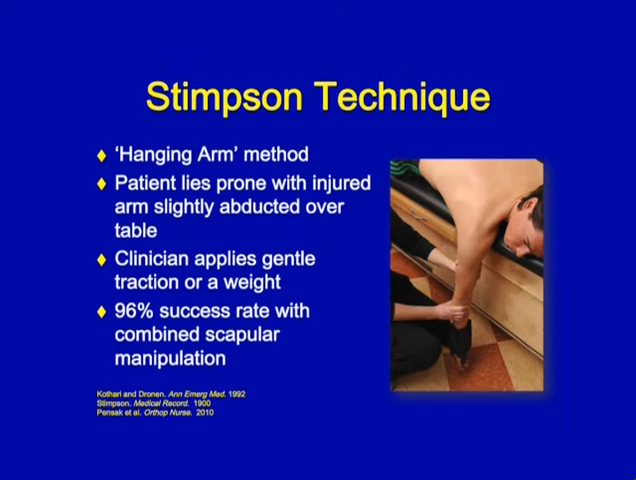 Stimpson Technique
‘Hanging Arm’ method
Patient lies prone with injured
arm slightly abducted over
table
Clinician applies gentle
traction or a weight
96% success rate with
combined scapular
manipulation
Kothari and Dronen. Ann Emerg Med. 1992
Stimpson. Medical Record. 1900
Pensak et al. Orthop Nurse. 2010